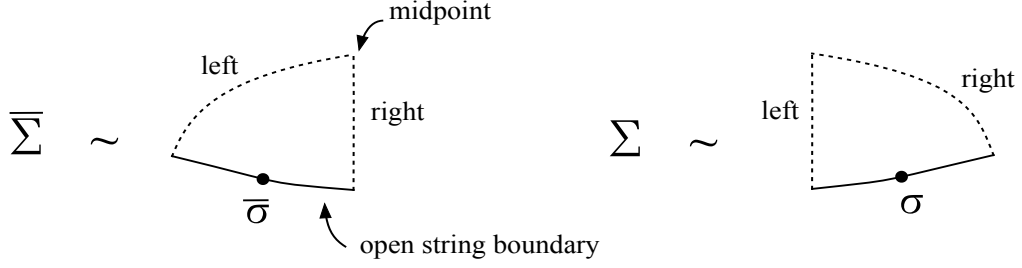 midpoint
left
right
Σ̅ ~
σ̅
open string boundary
Σ ~
left
right
σ